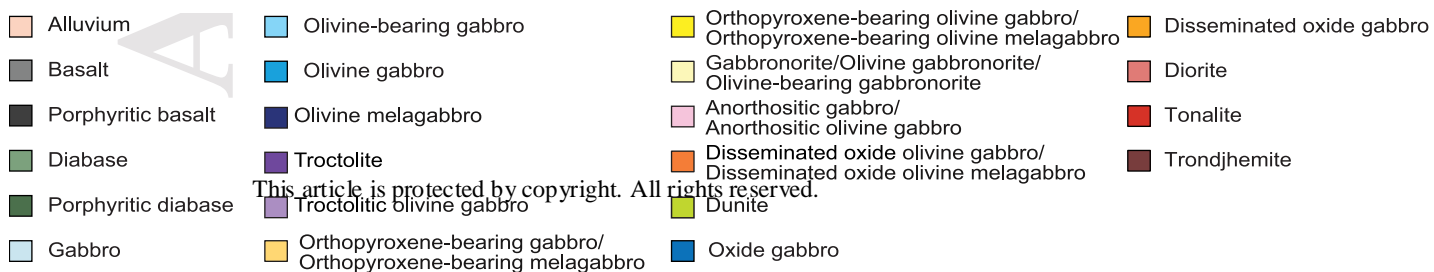 Alluvium
Basalt
Porphyritic basalt
Diabase
Porphyritic diabase
Gabbro
Olivine-bearing gabbro
Olivine gabbro
Olivine melagabbro
Troctolite
This article is protected by copyright. All rights reserved.
Troctolitic olivine gabbro
Orthopyroxene-bearing gabbro/
Orthopyroxene-bearing melagabbro
Orthopyroxene-bearing olivine gabbro/
Orthopyroxene-bearing olivine melagabbro
Gabbronorite/Olivine gabbronorite/
Olivine-bearing gabbronorite
Anorthositic gabbro/
Anorthositic olivine gabbro
Disseminated oxide olivine gabbro/
Disseminated oxide olivine melagabbro
Dunite
Oxide gabbro
Disseminated oxide gabbro
Diorite
Tonalite
Trondjhemite
A